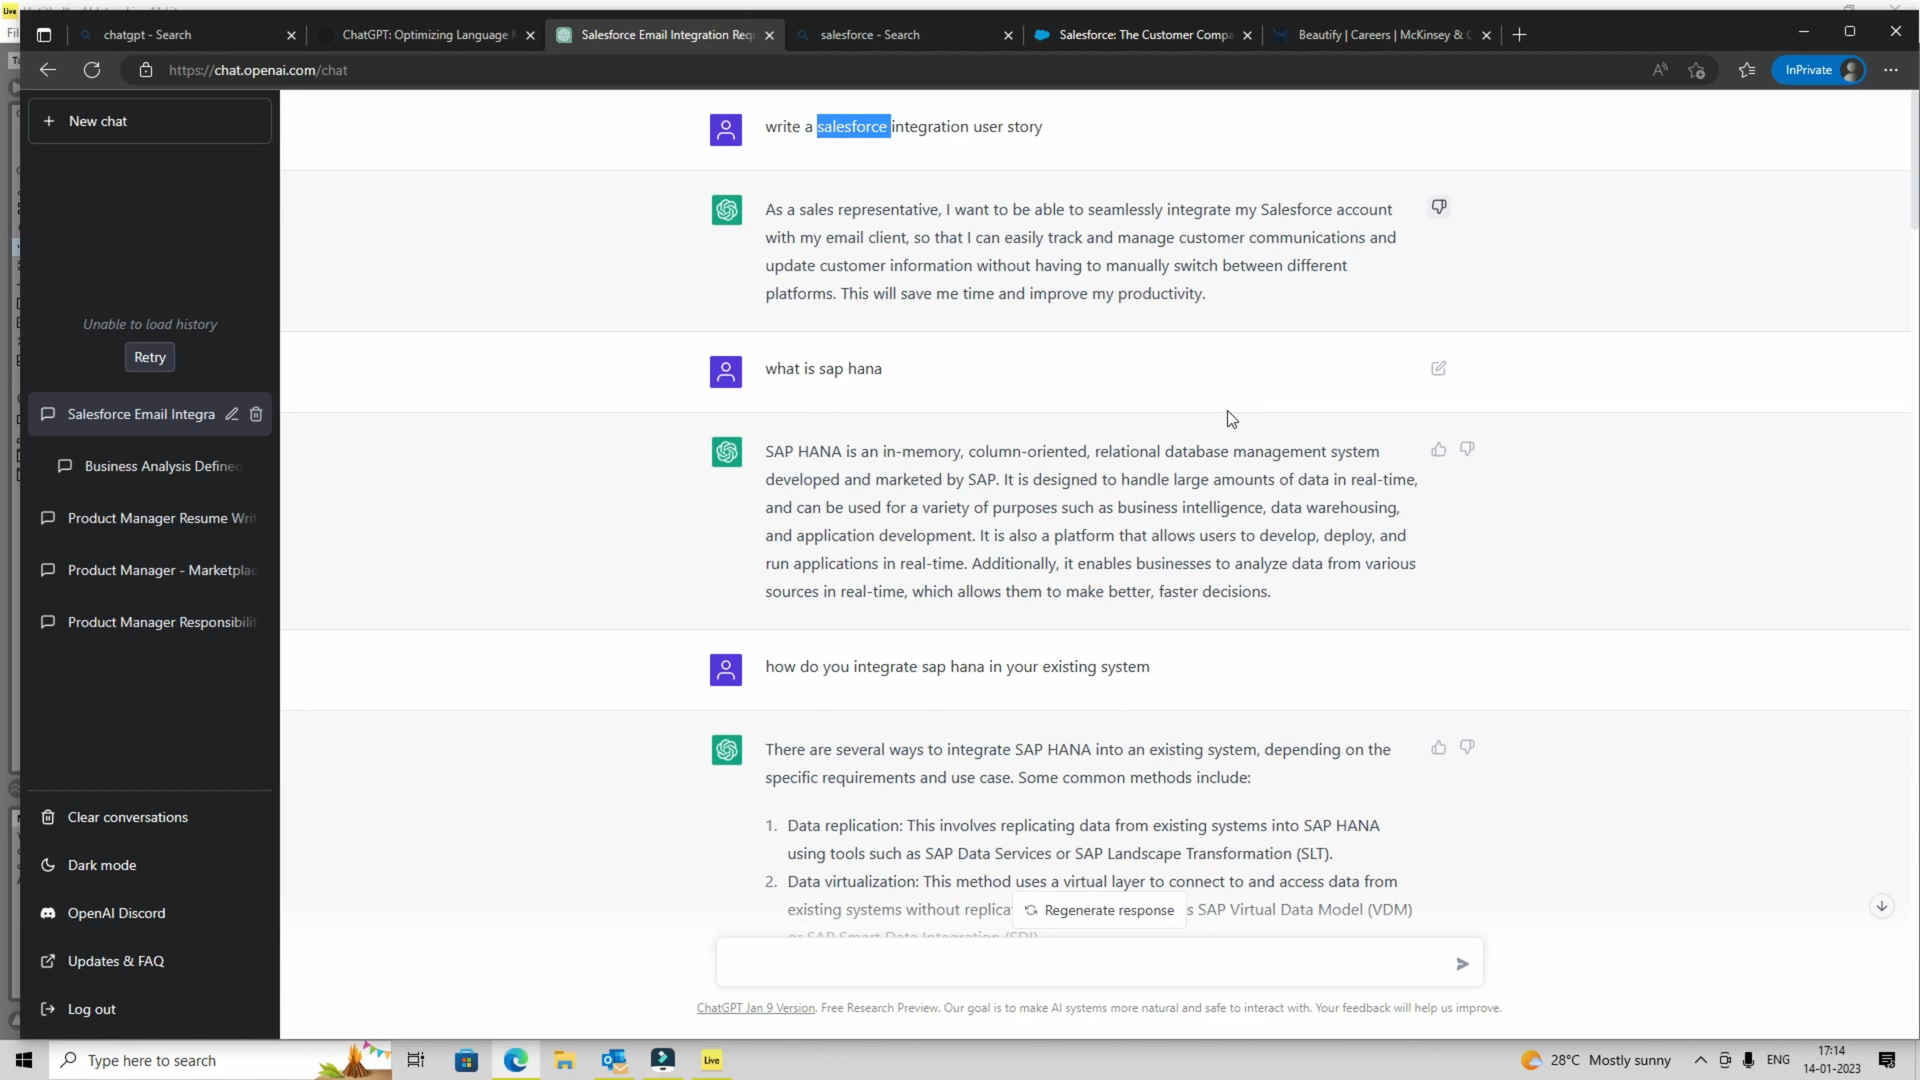 Live
chatgpt - Search
ChatGPT: Optimizing Language
Salesforce Email Integration Req
salesforce - Search
Salesforce: The Customer Compa
Beautify | Careers | McKinsey &
https://chat.openai.com/chat
InPrivate
New chat
Unable to load history
Retry
Salesforce Email Integra
Business Analysis Defined
Product Manager Resume Writ
Product Manager - Marketplac
Product Manager Responsibilit
Clear conversations
Dark mode
OpenAI Discord
Updates & FAQ
Log out
write a salesforce integration user story
As a sales representative, I want to be able to seamlessly integrate my Salesforce account
with my email client, so that I can easily track and manage customer communications and
update customer information without having to manually switch between different
platforms. This will save me time and improve my productivity.
what is sap hana
SAP HANA is an in-memory, column-oriented, relational database management system
developed and marketed by SAP. It is designed to handle large amounts of data in real-time,
and can be used for a variety of purposes such as business intelligence, data warehousing,
and application development. It is also a platform that allows users to develop, deploy, and
run applications in real-time. Additionally, it enables businesses to analyze data from various
sources in real-time, which allows them to make better, faster decisions.
how do you integrate sap hana in your existing system
There are several ways to integrate SAP HANA into an existing system, depending on the
specific requirements and use case. Some common methods include:
1. Data replication: This involves replicating data from existing systems into SAP HANA
using tools such as SAP Data Services or SAP Landscape Transformation (SLT).
2. Data virtualization: This method uses a virtual layer to connect to and access data from
existing systems without replica
s SAP Virtual Data Model (VDM)
or SAP Smart Data Integration (SDI)
Regenerate response
ChatGPT Jan 9 Version. Free Research Preview. Our goal is to make AI systems more natural and safe to interact with. Your feedback will help us improve.
Type here to search
Live
28°C Mostly sunny
ENG
17:14
14-01-2023